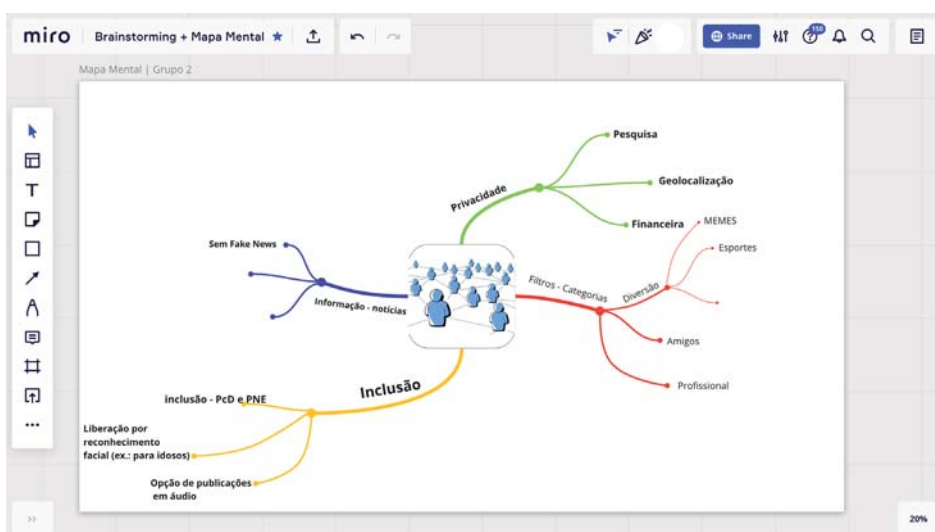 miro
Brainstorming + Mapa Mental
Share
150
Mapa Mental | Grupo 2
Pesquisa
Privacidade
Geolocalização
Financeira
MEMES
Sem Fake News
Esportes
Filtros - Categorias
Diversão
Informação - notícias
Amigos
Inclusão
Profissional
inclusão - PcD e PNE
Liberação por
reconhecimento
facial (ex.: para idosos)
Opção de publicações
em áudio
20%